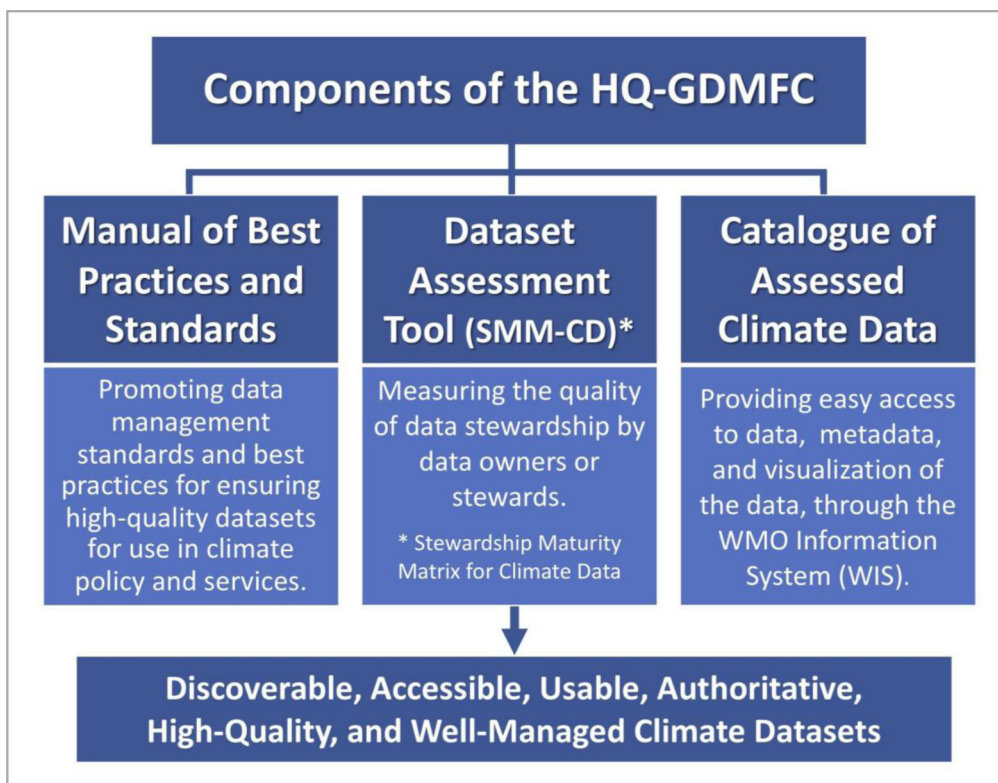 Components of the HQ-GDMFC
Manual of Best
Practices and
Standards
Promoting data
management
standards and best
practices for ensuring
high-quality datasets
for use in climate
policy and services.
Dataset
Assessment
Tool (SMM-CD)*
Measuring the quality
of data stewardship by
data owners or
stewards.
* Stewardship Maturity
Matrix for Climate Data
Catalogue of
Assessed
Climate Data
Providing easy access
to data, metadata,
and visualization of
the data, through the
WMO Information
System (WIS).
Discoverable, Accessible, Usable, Authoritative,
High-Quality, and Well-Managed Climate Datasets